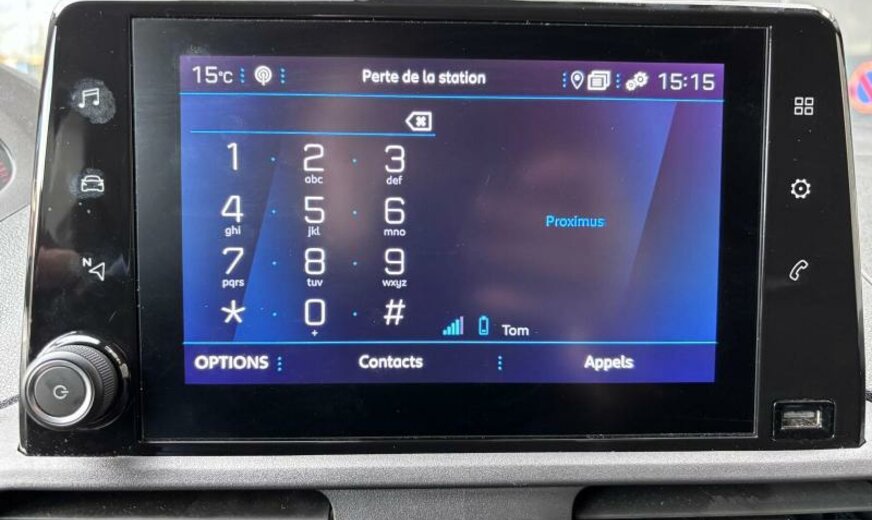 15°C Perte de la station 15:15
1 2 3
abc def
4 5 6
ghi jkl mno
Proximus
7 8 9
pqrs tuv wxyz
* 0 #
+
Tom
OPTIONS Contacts Appels
N